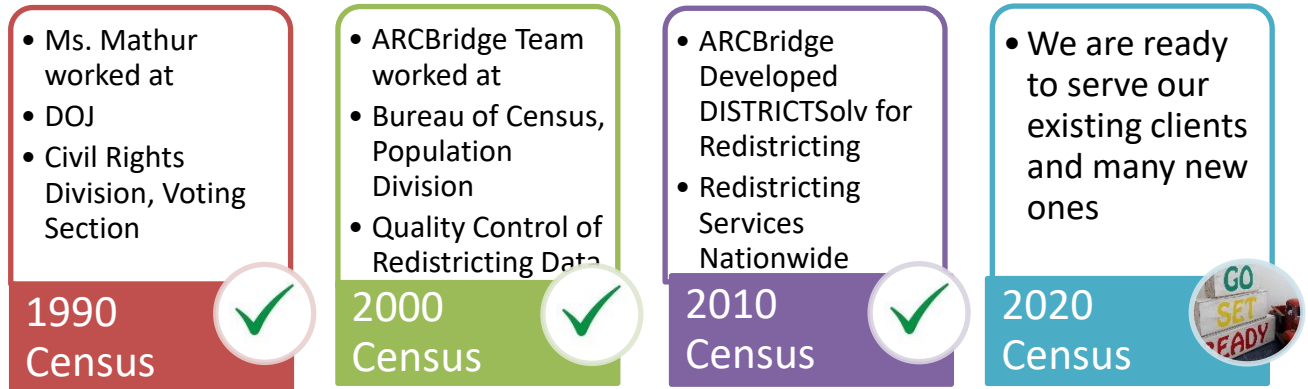 • Ms. Mathur
worked at
• DOJ
• Civil Rights
Division, Voting
Section
1990
Census
• ARCBridge Team
worked at
• Bureau of Census,
Population
Division
• Quality Control of
Redistricting Data
2000
Census
• ARCBridge
Developed
DISTRICTSolv for
Redistricting
• Redistricting
Services
Nationwide
2010
Census
• We are ready
to serve our
existing clients
and many new
ones
2020
Census
GO
SET
READY